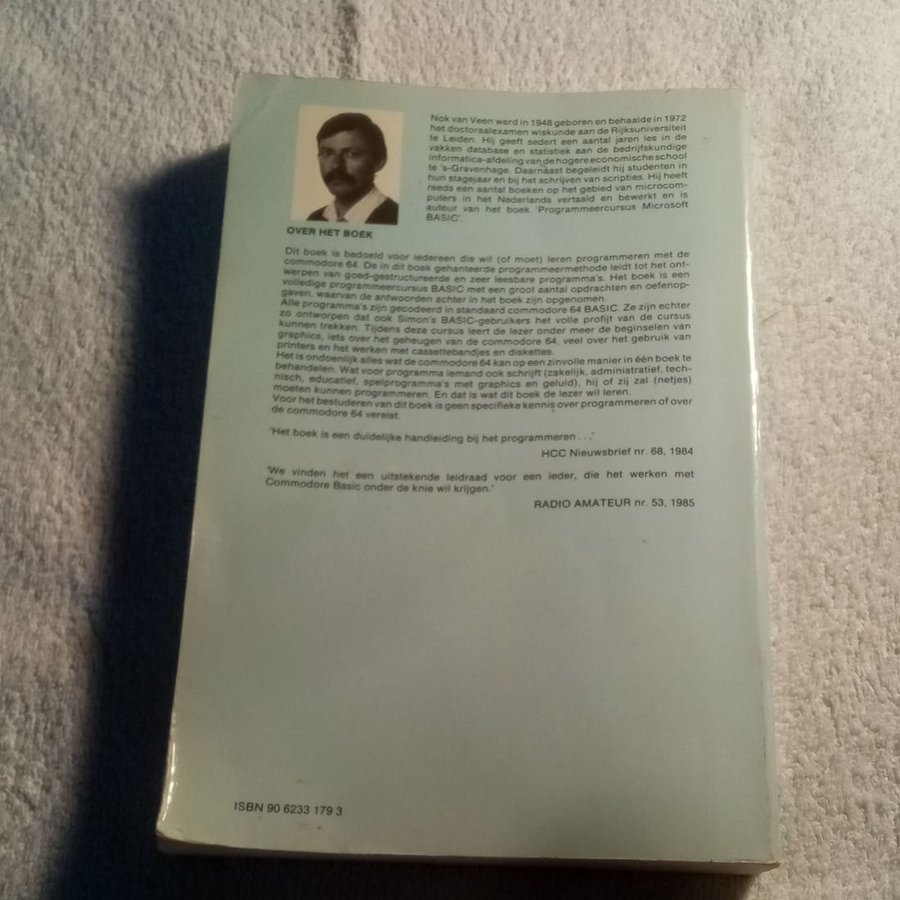 Nok van Veen werd in 1948 geboren en behaalde in 1972
het doctoraalexamen wiskunde aan de Rijksuniversiteit
te Leiden. Hij geeft sedert een aantal jaren les in de
vakken database en statistiek aan de bedrijfskundige
informatica-afdeling van de hogere economische school
te 's-Gravenhage. Daarnaast begeleidt hij studenten in
hun stagejaar en bij het schrijven van scripties. Hij heeft
reeds een aantal boeken op het gebied van microcom-
puters in het Nederlands vertaald en bewerkt en is
auteur van het boek 'Programmeercursus Microsoft
BASIC'.
OVER HET BOEK
Dit boek is bedoeld voor iedereen die wil (of moet) leren programmeren met de
commodore 64. De in dit boek gehanteerde programmeermethode leidt tot het ont-
werpen van goed-gestructureerde en zeer leesbare programma's. Het boek is een
volledige programmeercursus BASIC met een groot aantal opdrachten en oefenop-
gaven, waarvan de antwoorden achter in het boek zijn opgenomen.
Alle programma's zijn gecodeerd in standaard commodore 64 BASIC. Ze zijn echter
zo ontworpen dat ook Simon's BASIC-gebruikers het volle profijt van de cursus
kunnen trekken. Tijdens deze cursus leert de lezer onder meer de beginselen van
graphics, iets over het geheugen van de commodore 64, veel over het gebruik van
printers en het werken met cassettebandjes en diskettes.
Het is ondoenlijk alles wat de commodore 64 kan op een zinvolle manier in één boek te
behandelen. Wat voor programma iemand ook schrijft (zakelijk, administratief, tech-
nisch, educatief, spelprogramma's met graphics en geluid), hij of zij zal (netjes)
moeten kunnen programmeren. En dat is wat dit boek de lezer wil leren.
Voor het bestuderen van dit boek is geen specifieke kennis over programmeren of over
de commodore 64 vereist.
'Het boek is een duidelijke handleiding bij het programmeren ...'
HCC Nieuwsbrief nr. 68, 1984
'We vinden het een uitstekende leidraad voor een ieder, die het werken met
Commodore Basic onder de knie wil krijgen.'
RADIO AMATEUR nr. 53, 1985
ISBN 90 6233 179 3